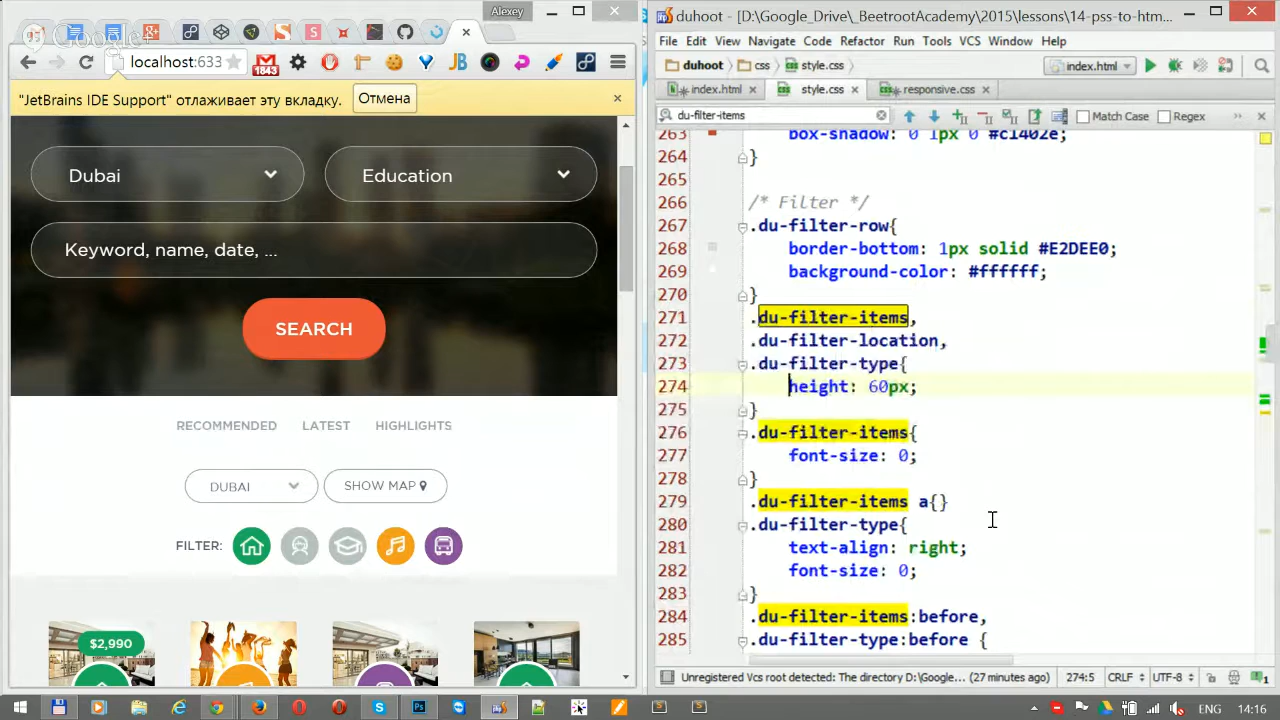 Alexey
Google+
localhost:633
1843
"JetBrains IDE Support" отлаживает эту вкладку.
Отмена
Dubai
Education
Keyword, name, date, ...
SEARCH
RECOMMENDED LATEST HIGHLIGHTS
DUBAI
SHOW MAP
FILTER:
$2,990
duhoot - [D:\Google_Drive\_BeetrootAcademy\2015\lessons\14-pss-to-htm...
File Edit View Navigate Code Refactor Run Tools VCS Window Help
duhoot css style.css
index.html
index.html style.css responsive.css
du-filter-items
Match Case Regex
263 box-shadow: 0 1px 0 #c1402e;
264 }
265
266 /* Filter */
267 .du-filter-row{
268 border-bottom: 1px solid #E2DEE0;
269 background-color: #ffffff;
270 }
271 .du-filter-items,
272 .du-filter-location,
273 .du-filter-type{
274 height: 60px;
275 }
276 .du-filter-items{
277 font-size: 0;
278 }
279 .du-filter-items a{}
280 .du-filter-type{
281 text-align: right;
282 font-size: 0;
283 }
284 .du-filter-items:before,
285 .du-filter-type:before {
Unregistered Vcs root detected: The directory D:\Google... (27 minutes ago)
274:5 CRLF UTF-8
ENG 14:16